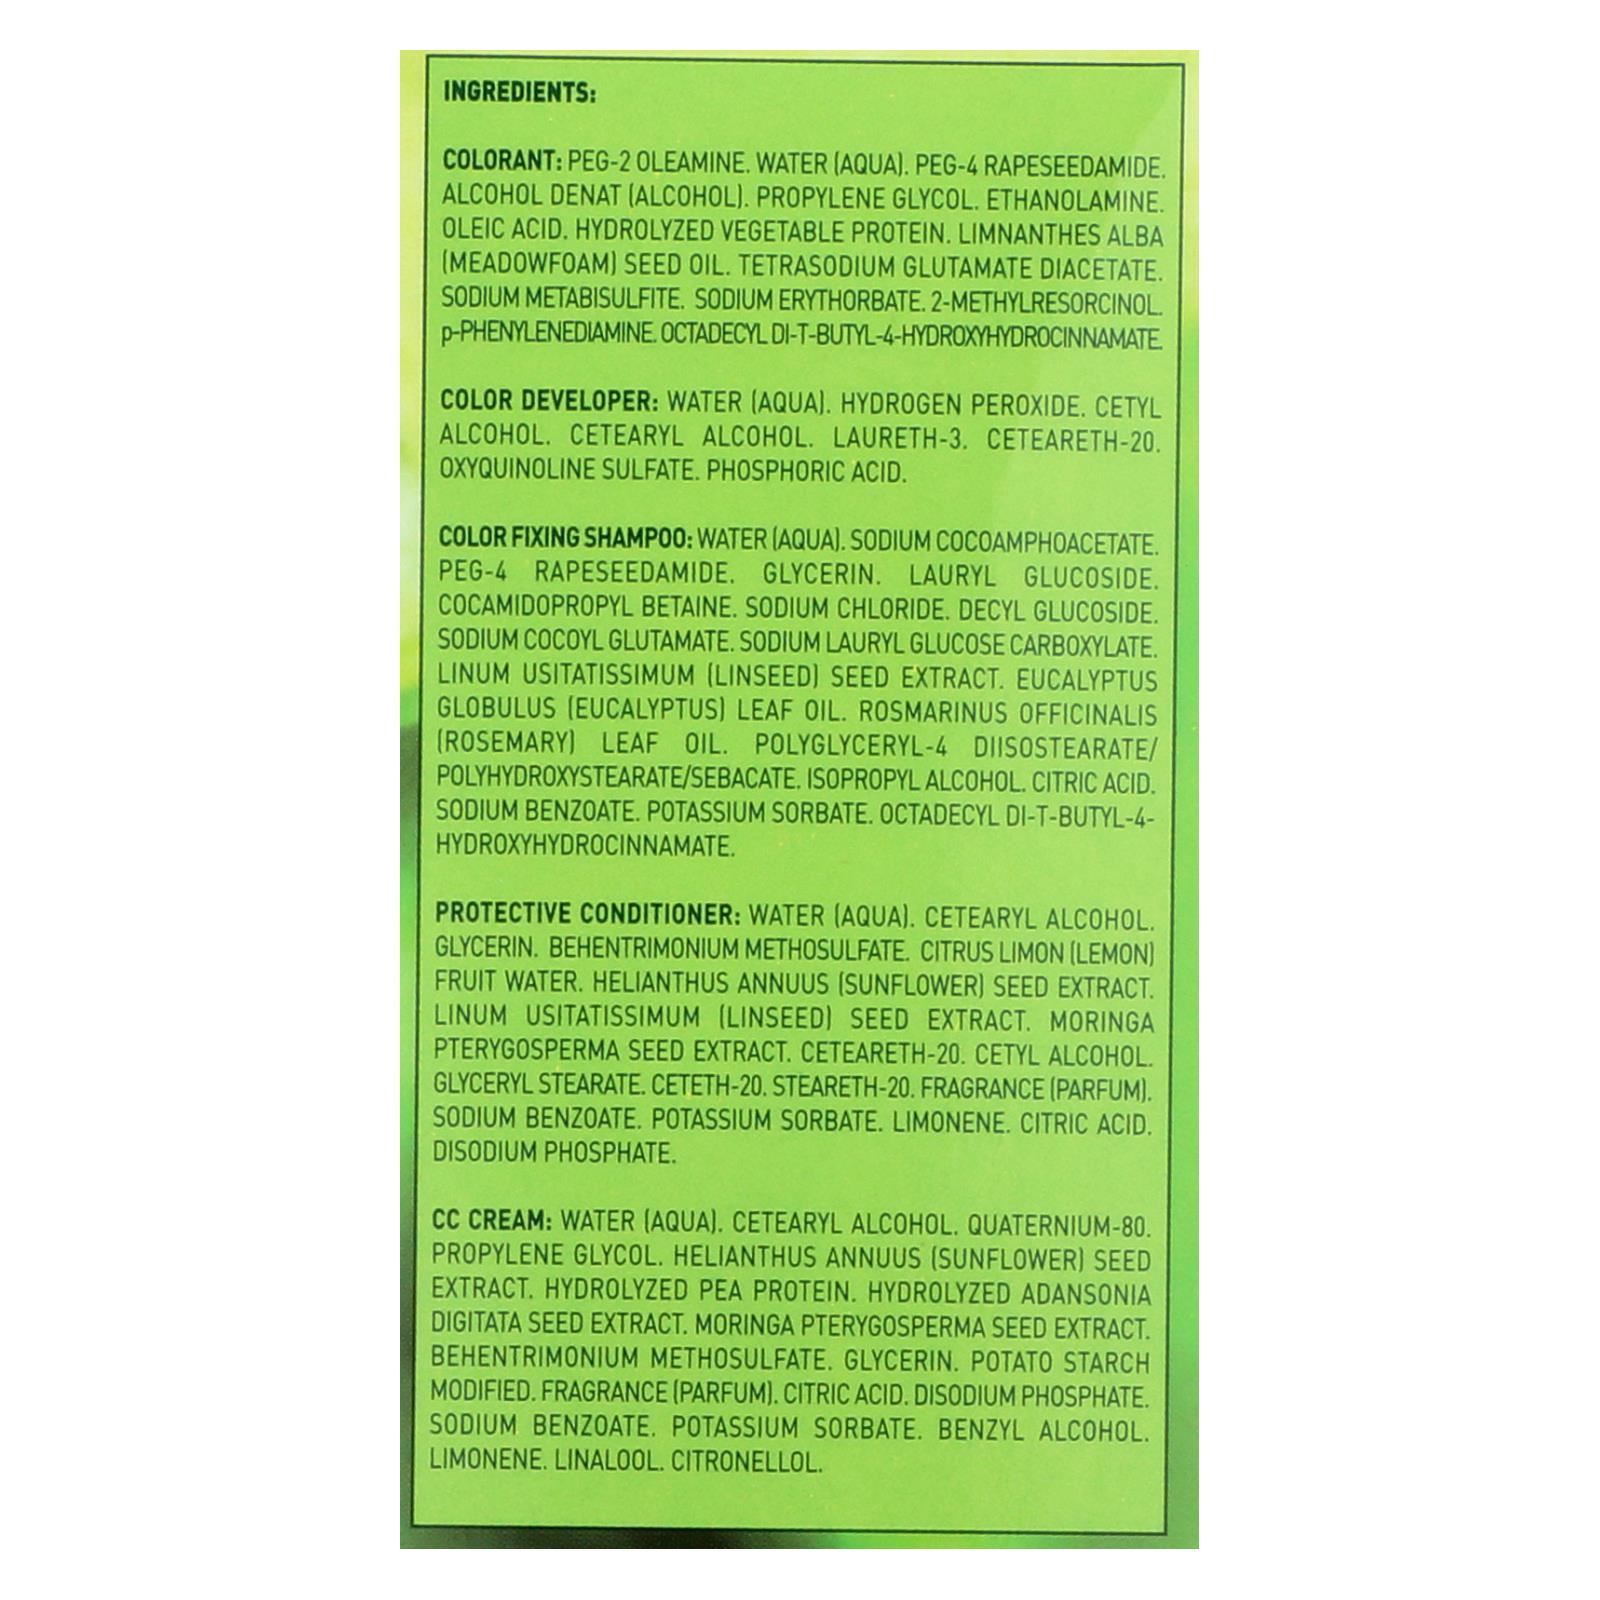 INGREDIENTS:
COLORANT: PEG-2 OLEAMINE. WATER (AQUA). PEG-4 RAPESEEDAMIDE.
ALCOHOL DENAT (ALCOHOL). PROPYLENE GLYCOL. ETHANOLAMINE.
OLEIC ACID. HYDROLYZED VEGETABLE PROTEIN. LIMNANTHES ALBA
(MEADOWFOAM) SEED OIL. TETRASODIUM GLUTAMATE DIACETATE.
SODIUM METABISULFITE. SODIUM ERYTHORBATE. 2-METHYLRESORCINOL.
p-PHENYLENEDIAMINE. OCTADECYL DI-T-BUTYL-4-HYDROXYHYDROCINNAMATE.
COLOR DEVELOPER: WATER (AQUA). HYDROGEN PEROXIDE. CETYL
ALCOHOL. CETEARYL ALCOHOL. LAURETH-3. CETEARETH-20.
OXYQUINOLINE SULFATE. PHOSPHORIC ACID.
COLOR FIXING SHAMPOO: WATER (AQUA). SODIUM COCOAMPHOACETATE.
PEG-4 RAPESEEDAMIDE. GLYCERIN. LAURYL GLUCOSIDE.
COCAMIDOPROPYL BETAINE. SODIUM CHLORIDE. DECYL GLUCOSIDE.
SODIUM COCOYL GLUTAMATE. SODIUM LAURYL GLUCOSE CARBOXYLATE.
LINUM USITATISSIMUM (LINSEED) SEED EXTRACT. EUCALYPTUS
GLOBULUS (EUCALYPTUS) LEAF OIL. ROSMARINUS OFFICINALIS
(ROSEMARY) LEAF OIL. POLYGLYCERYL-4 DIISOSTEARATE/
POLYHYDROXYSTEARATE/SEBACATE. ISOPROPYL ALCOHOL. CITRIC ACID.
SODIUM BENZOATE. POTASSIUM SORBATE. OCTADECYL DI-T-BUTYL-4-
HYDROXYHYDROCINNAMATE.
PROTECTIVE CONDITIONER: WATER (AQUA). CETEARYL ALCOHOL.
GLYCERIN. BEHENTRIMONIUM METHOSULFATE. CITRUS LIMON (LEMON)
FRUIT WATER. HELIANTHUS ANNUUS (SUNFLOWER) SEED EXTRACT.
LINUM USITATISSIMUM (LINSEED) SEED EXTRACT. MORINGA
PTERYGOSPERMA SEED EXTRACT. CETEARETH-20. CETYL ALCOHOL.
GLYCERYL STEARATE. CETETH-20. STEARETH-20. FRAGRANCE (PARFUM).
SODIUM BENZOATE. POTASSIUM SORBATE. LIMONENE. CITRIC ACID.
DISODIUM PHOSPHATE.
CC CREAM: WATER (AQUA). CETEARYL ALCOHOL. QUATERNIUM-80.
PROPYLENE GLYCOL. HELIANTHUS ANNUUS (SUNFLOWER) SEED
EXTRACT. HYDROLYZED PEA PROTEIN. HYDROLYZED ADANSONIA
DIGITATA SEED EXTRACT. MORINGA PTERYGOSPERMA SEED EXTRACT.
BEHENTRIMONIUM METHOSULFATE. GLYCERIN. POTATO STARCH
MODIFIED. FRAGRANCE (PARFUM). CITRIC ACID. DISODIUM PHOSPHATE.
SODIUM BENZOATE. POTASSIUM SORBATE. BENZYL ALCOHOL.
LIMONENE. LINALOOL. CITRONELLOL.